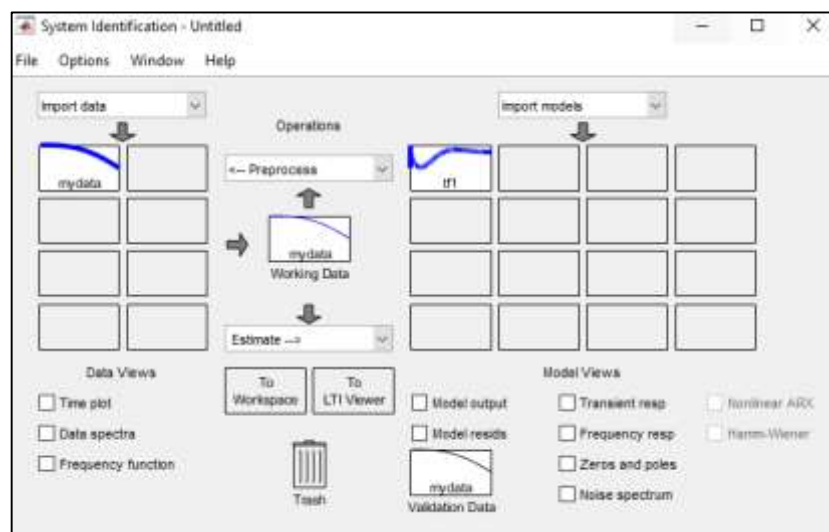 System Identification - Untitled
File Options Window Help
Import data
Import models
Operations
mydata
<-- Preprocess
tf1
mydata
Working Data
Estimate -->
Data Views
To Workspace
To LTI Viewer
Model Views
Time plot
Data spectra
Frequency function
Model output
Model resids
Transient resp
Frequency resp
Zeros and poles
Noise spectrum
Nonlinear ARX
Hamm-Wiener
Trash
mydata
Validation Data